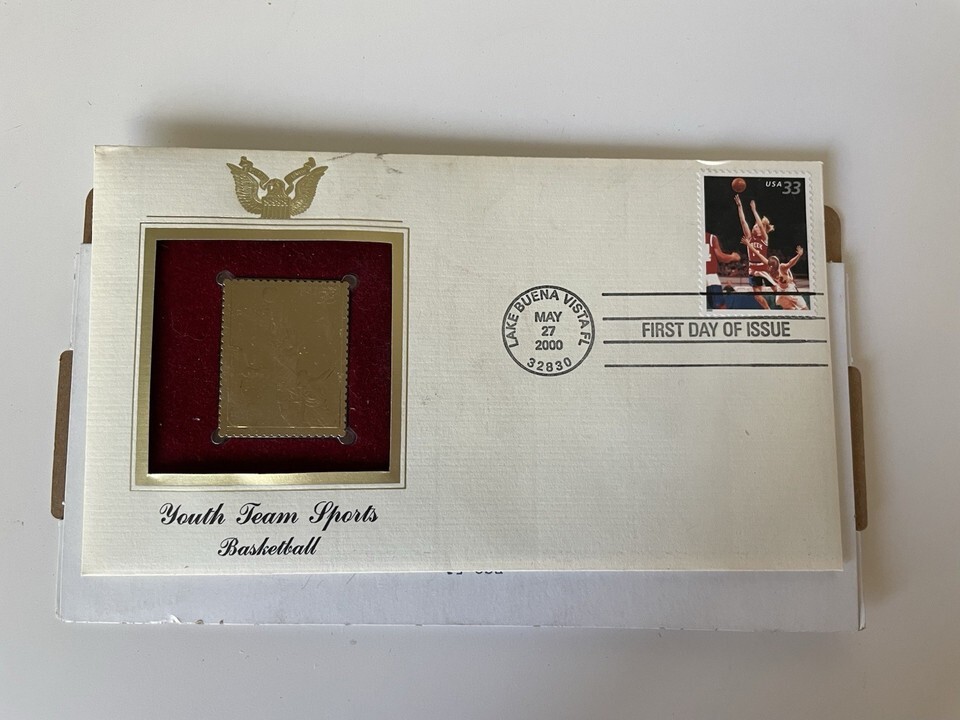 USA 33
LAKE BUENA VISTA FL
MAY
27
2000
32830
FIRST DAY OF ISSUE
Youth Team Sports
Basketball